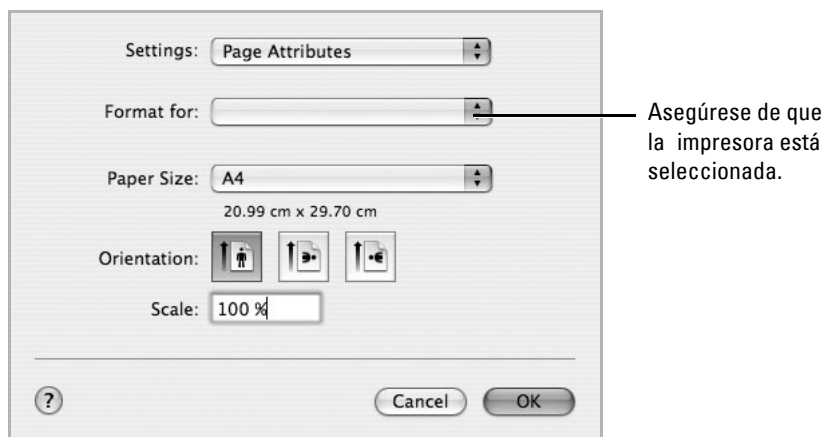 Settings: Page Attributes
Format for:
Asegúrese de que
la impresora está
seleccionada.
Paper Size: A4
20.99 cm x 29.70 cm
Orientation:
Scale: 100 %
?
Cancel OK